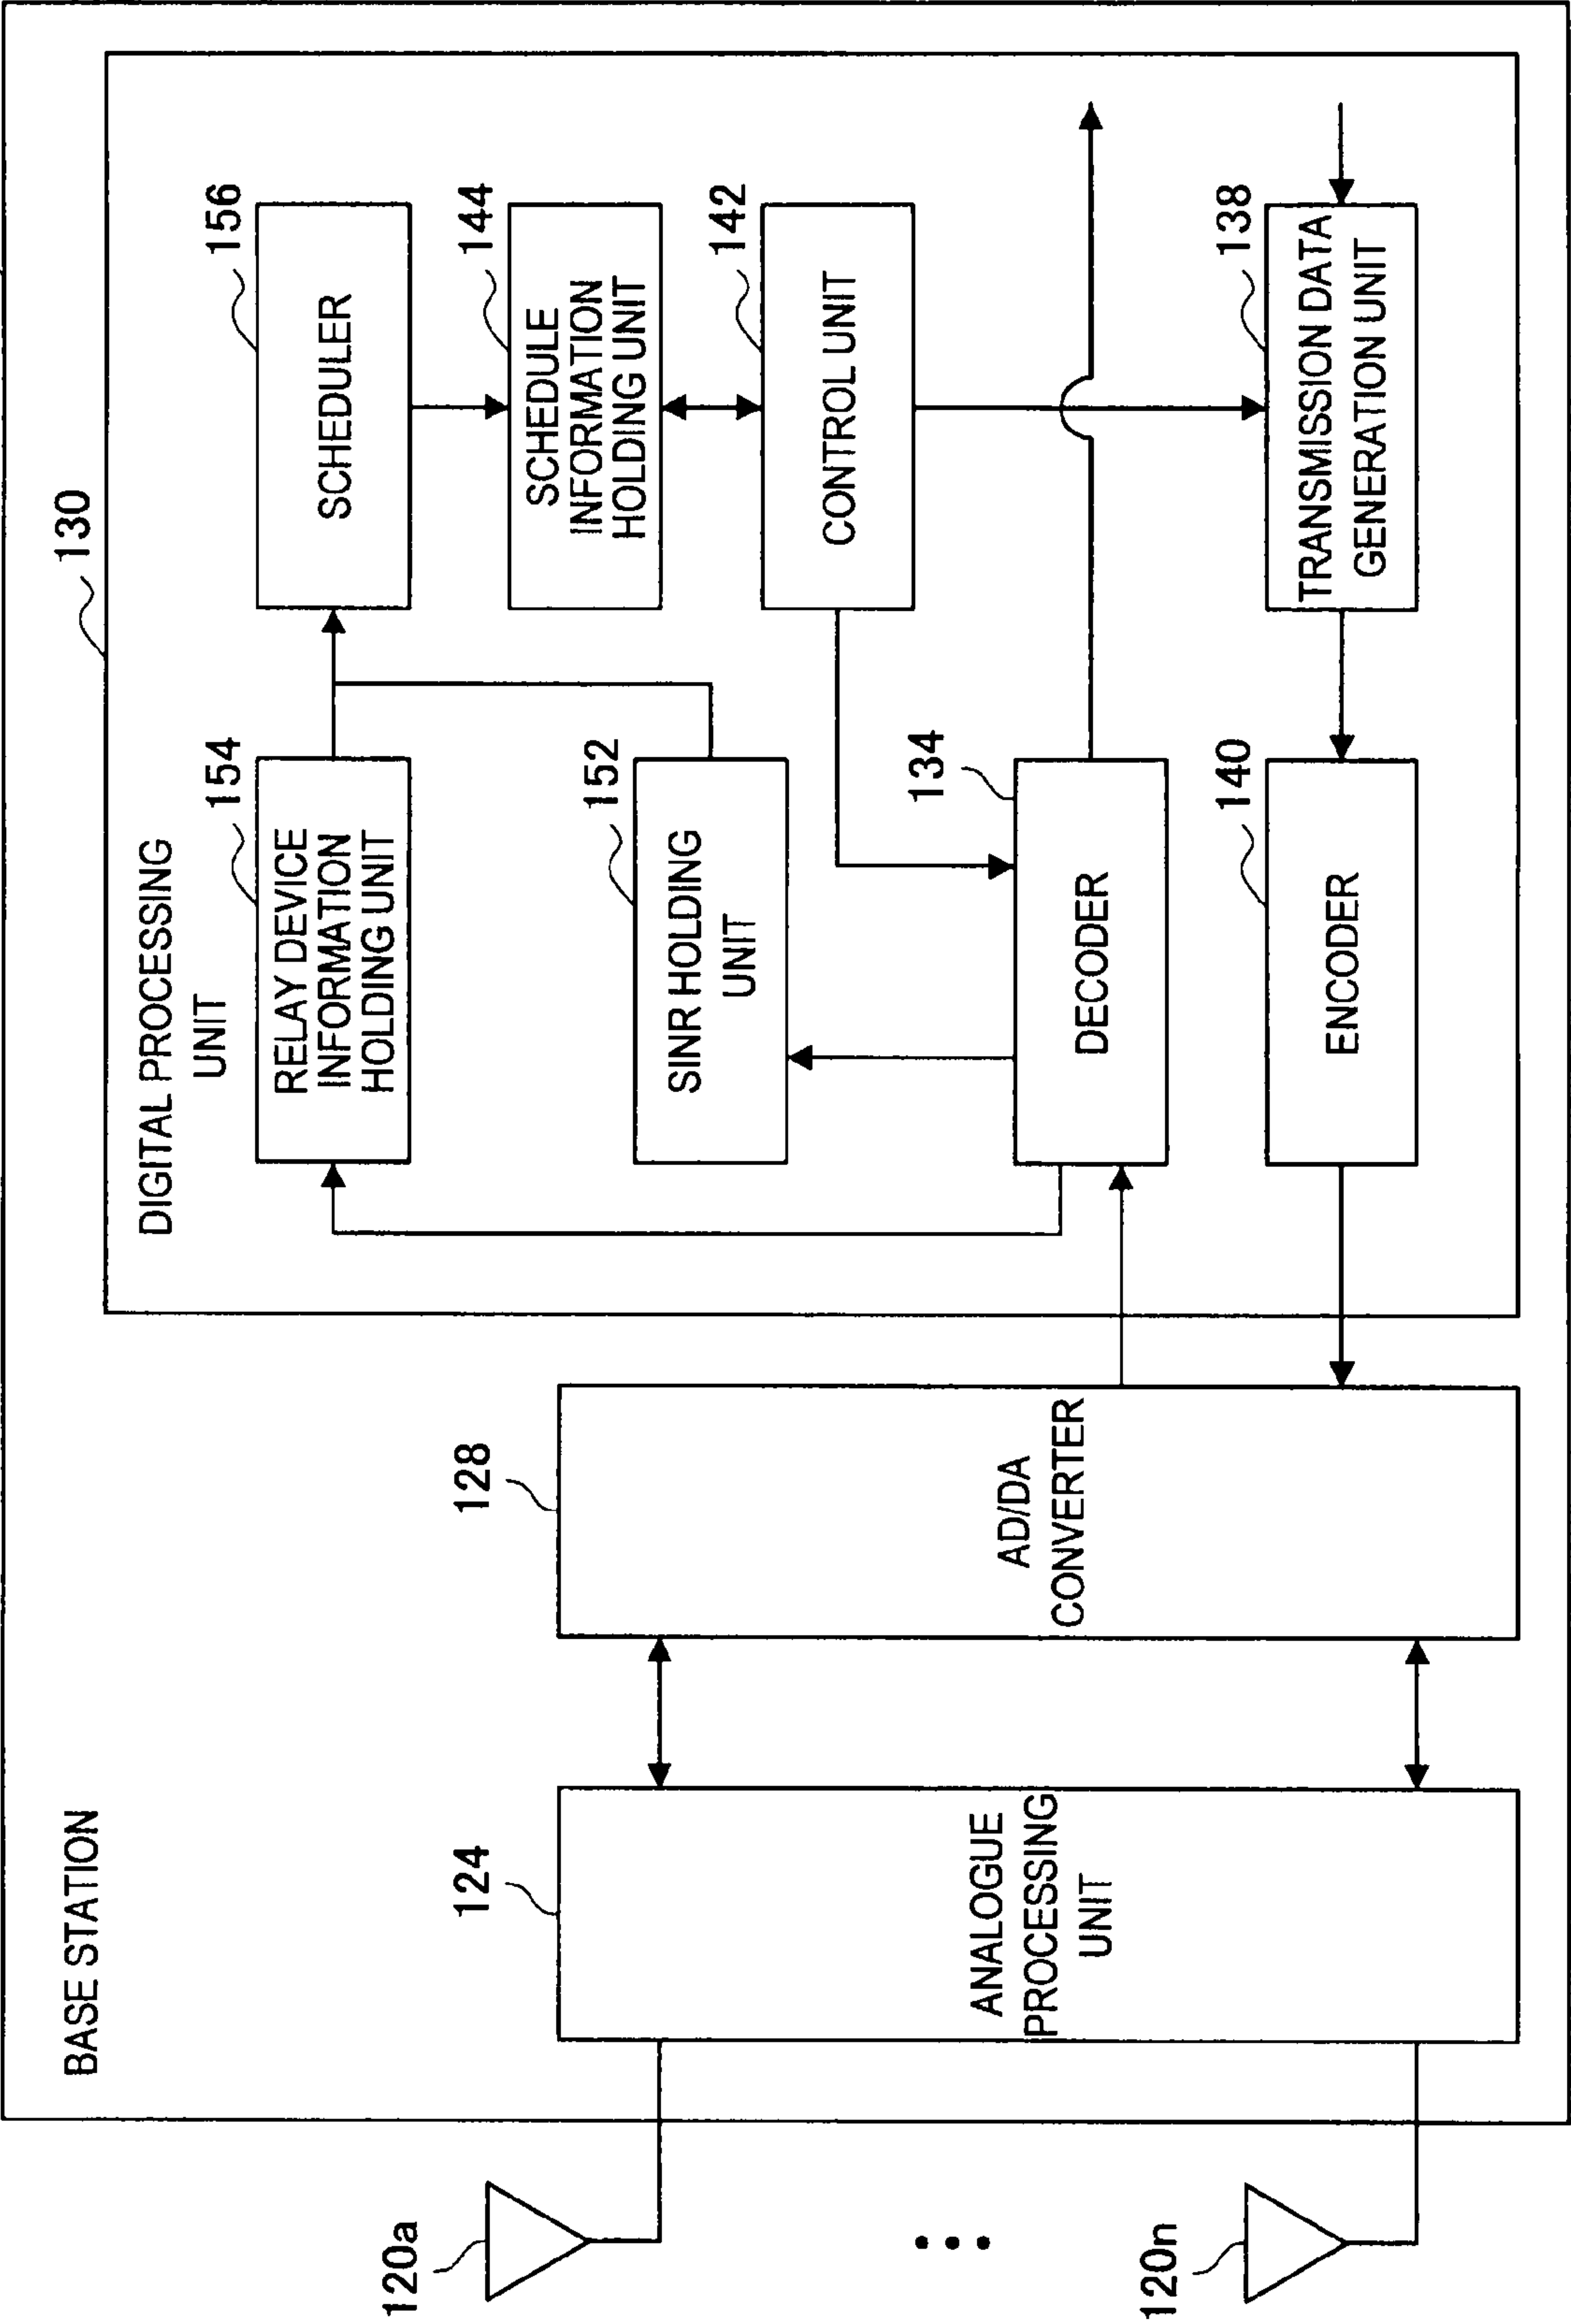 BASE STATION
130
DIGITAL PROCESSING
UNIT
154
RELAY DEVICE
INFORMATION
HOLDING UNIT
156
SCHEDULER
144
SCHEDULE
INFORMATION
HOLDING UNIT
152
SINR HOLDING
UNIT
142
CONTROL UNIT
134
DECODER
138
TRANSMISSION DATA
GENERATION UNIT
140
ENCODER
128
AD/DA
CONVERTER
124
ANALOGUE
PROCESSING
UNIT
120a
120n